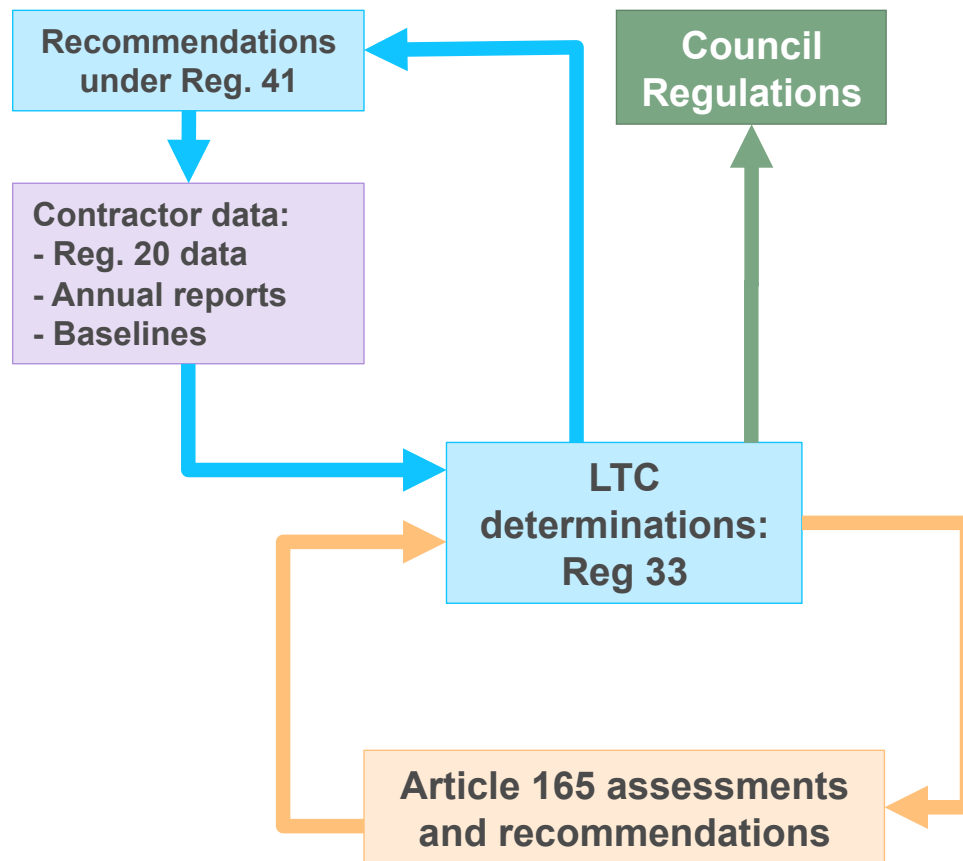 Recommendations
under Reg. 41
Council
Regulations
Contractor data:
- Reg. 20 data
- Annual reports
- Baselines
LTC
determinations:
Reg 33
Article 165 assessments
and recommendations